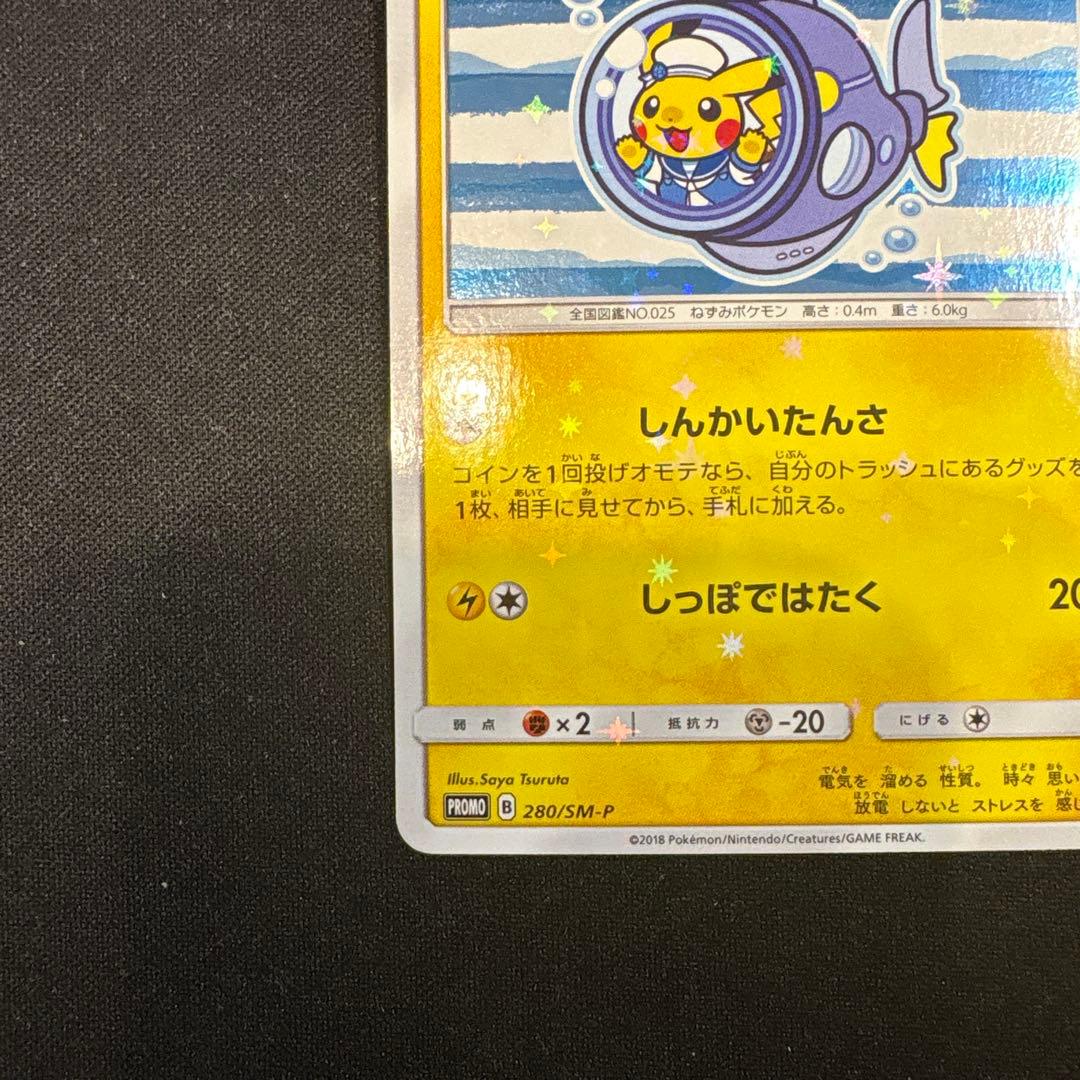 全国図鑑NO.025 ねずみポケモン 高さ:0.4m 重さ:6.0kg
しんかいたんさ
コインを1回投げオモテなら、自分のトラッシュにあるグッズを
1枚、相手に見せてから、手札に加える。
しっぽではたく 20
弱点 ×2 抵抗力 -20 にげる
Illus. Saya Tsuruta
電気を 溜める 性質。 時々 思い
PROMO B 280/SM-P
放電 しないと ストレスを 感じ
©2018 Pokémon/Nintendo/Creatures/GAME FREAK.